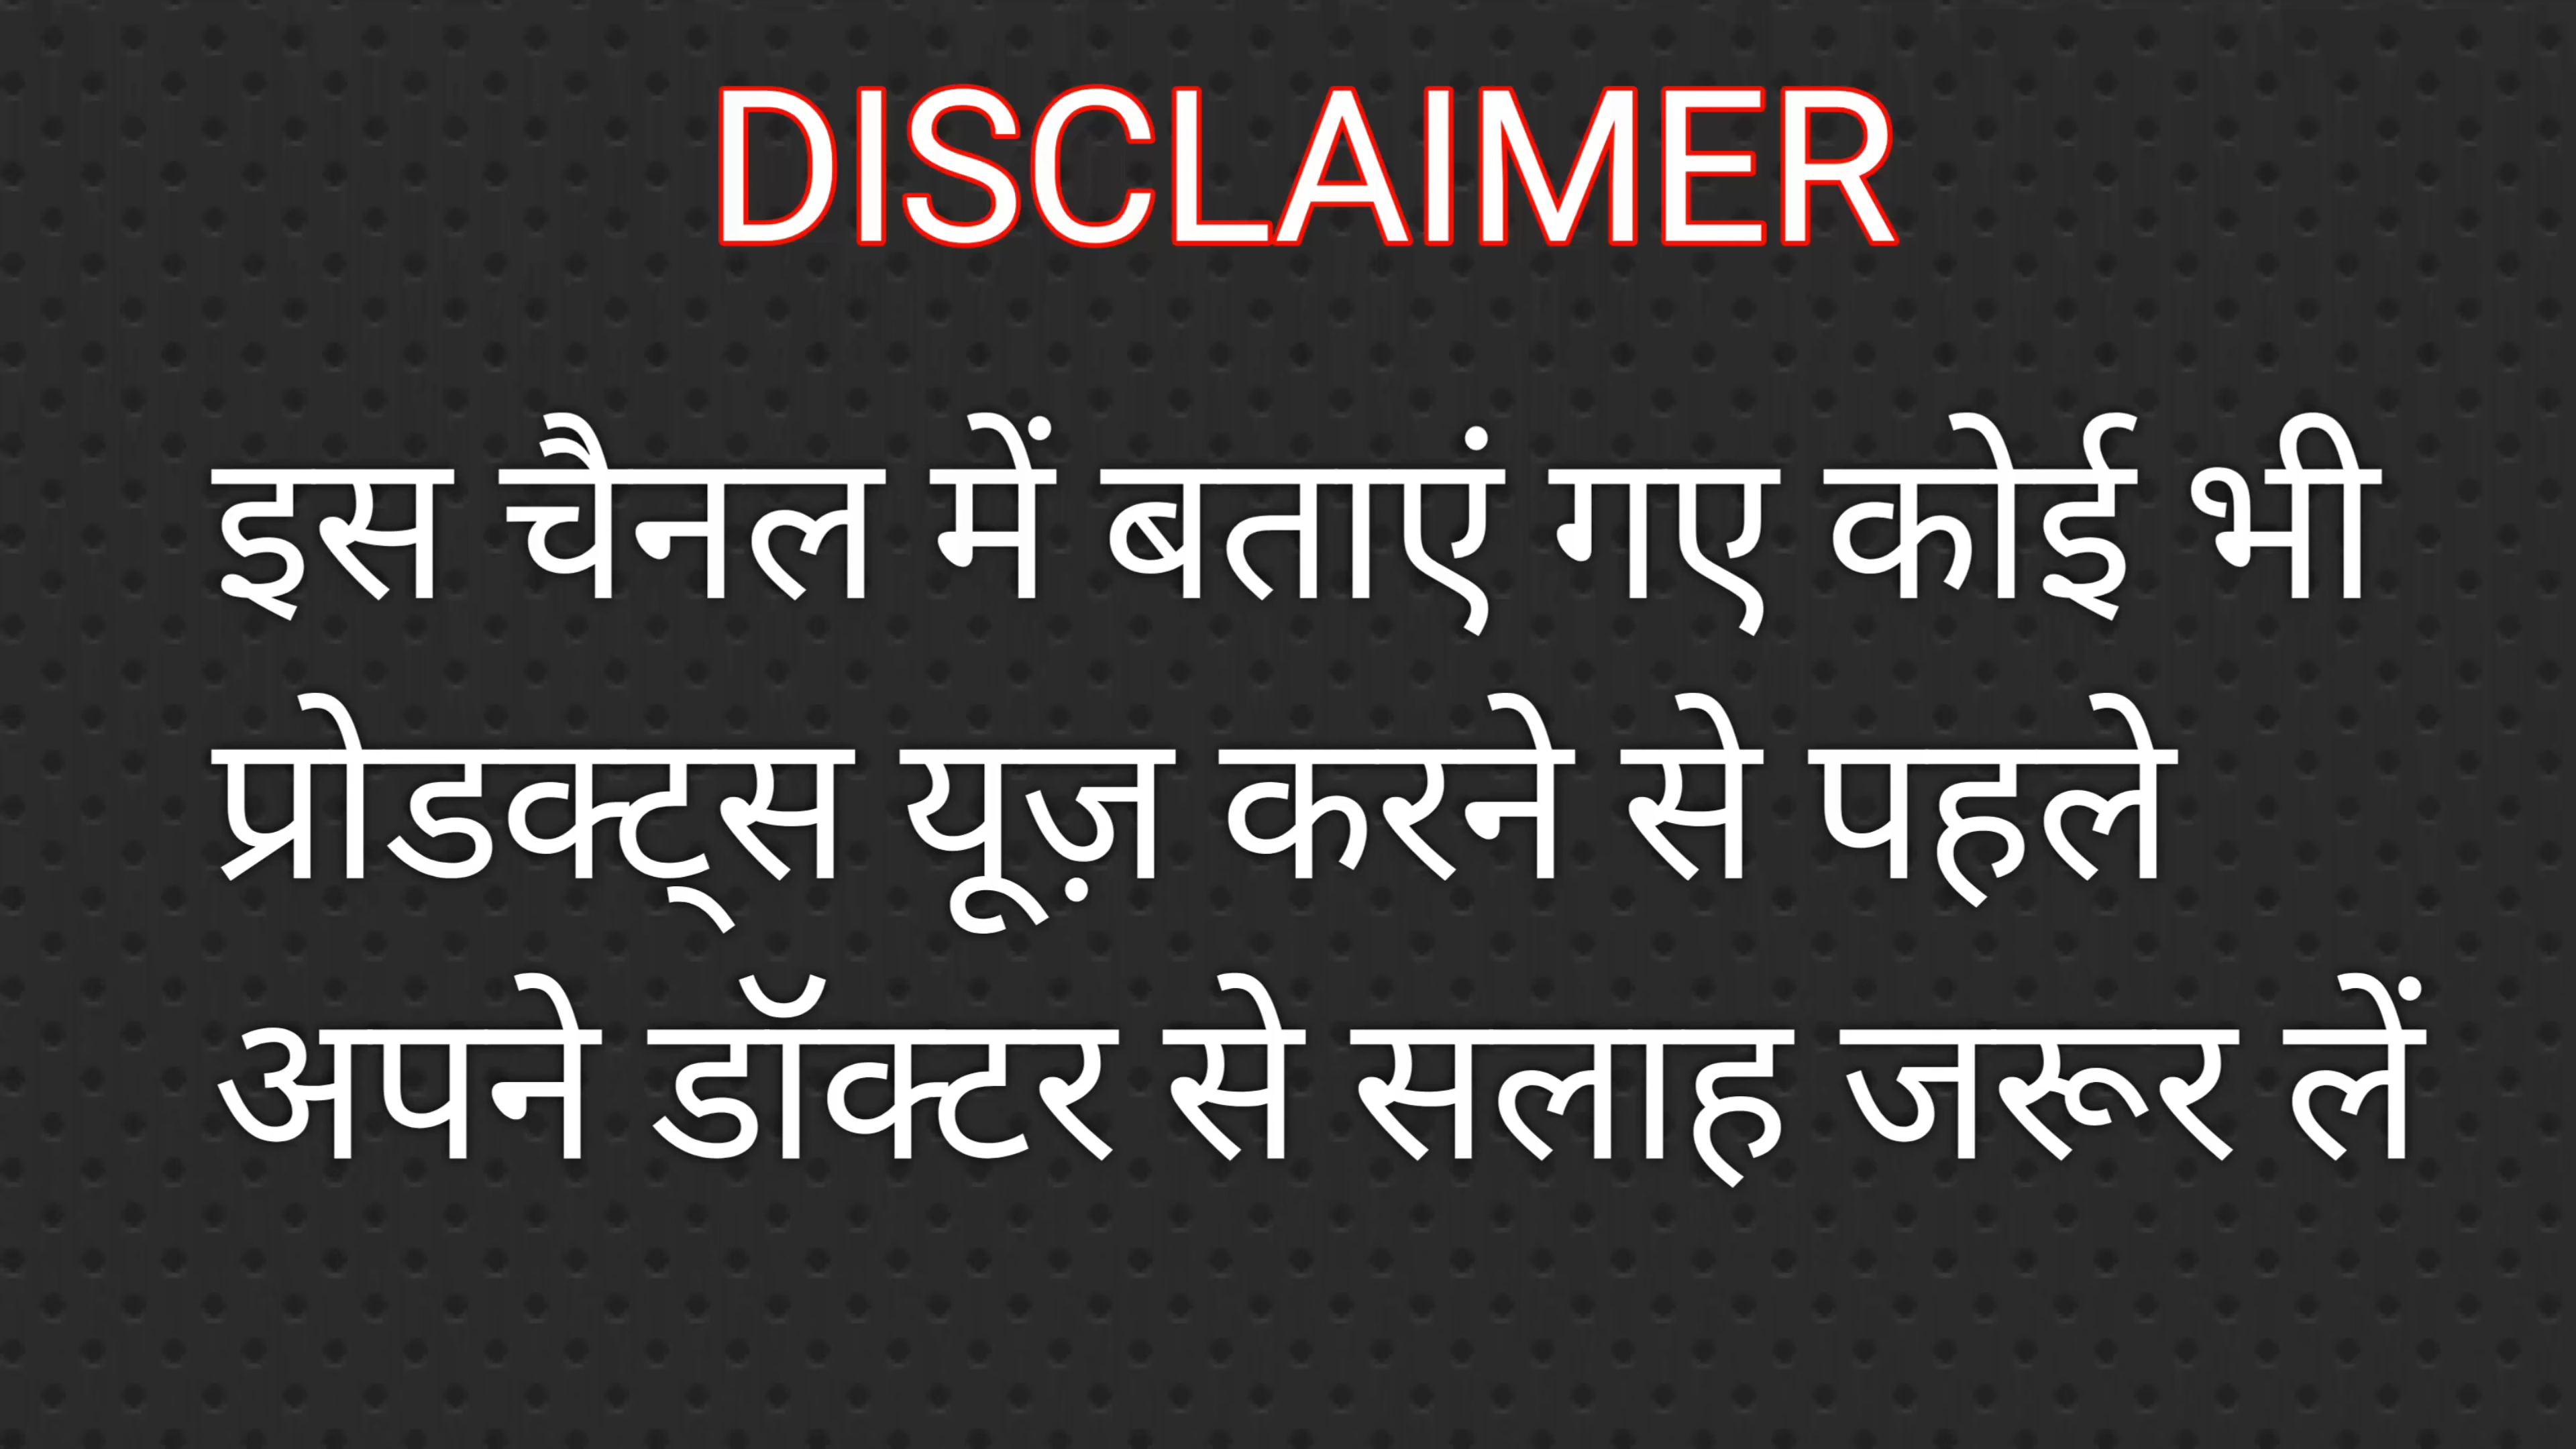 DISCLAIMER
इस चैनल में बताएं गए कोई भी
प्रोडक्ट्स यूज़ करने से पहले
अपने डॉक्टर से सलाह जरूर लें